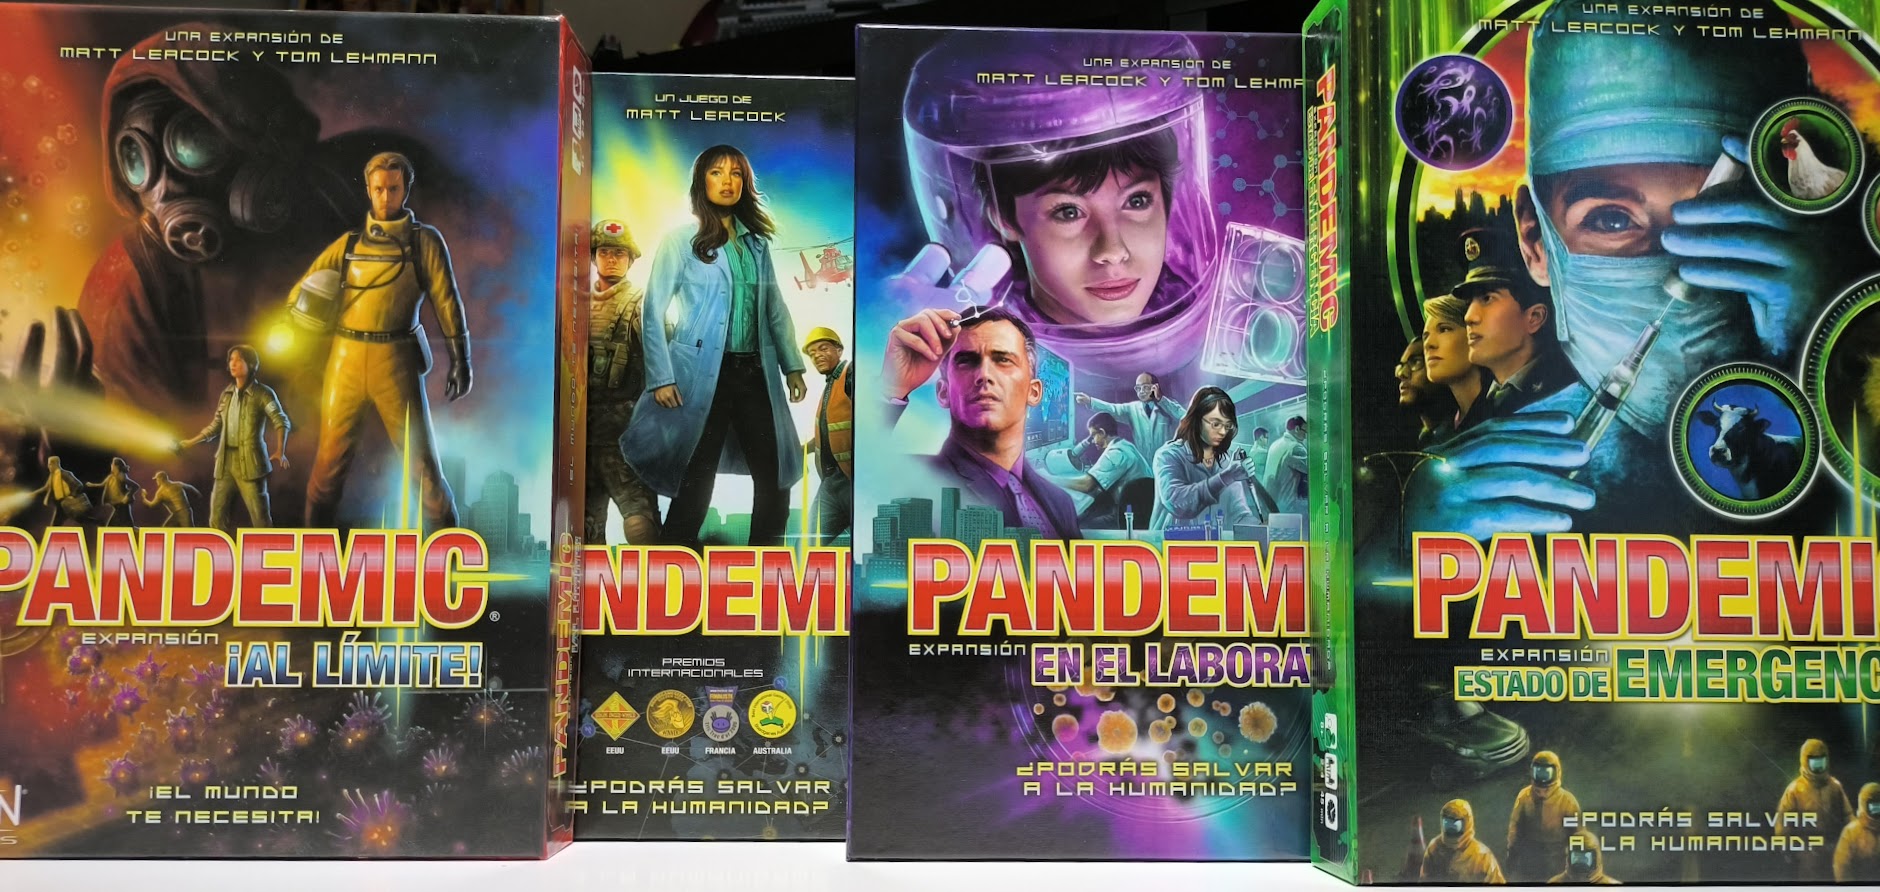 UNA EXPANSIÓN DE
MATT LEACOCK Y TOM LEHMANN
PANDEMIC®
EXPANSIÓN
¡AL LÍMITE!
¡EL MUNDO
TE NECESITA!
PANDEMIC
UN JUEGO DE
MATT LEACOCK
NDEMI
PREMIOS
INTERNACIONALES
EEUU EEUU FRANCIA AUSTRALIA
¿PODRÁS SALVAR
A LA HUMANIDAD?
UNA EXPANSIÓN DE
MATT LEACOCK Y TOM LEHMA
PANDEM
EXPANSIÓN EN EL LABORAT
¿PODRÁS SALVAR
A LA HUMANIDAD?
PANDEMIC
UNA EXPANSIÓN DE
MATT LEACOCK Y TOM LEHMANN
PANDEMI
EXPANSIÓN
ESTADO DE EMERGENC
¿PODRÁS SALVAR
A LA HUMANIDAD?